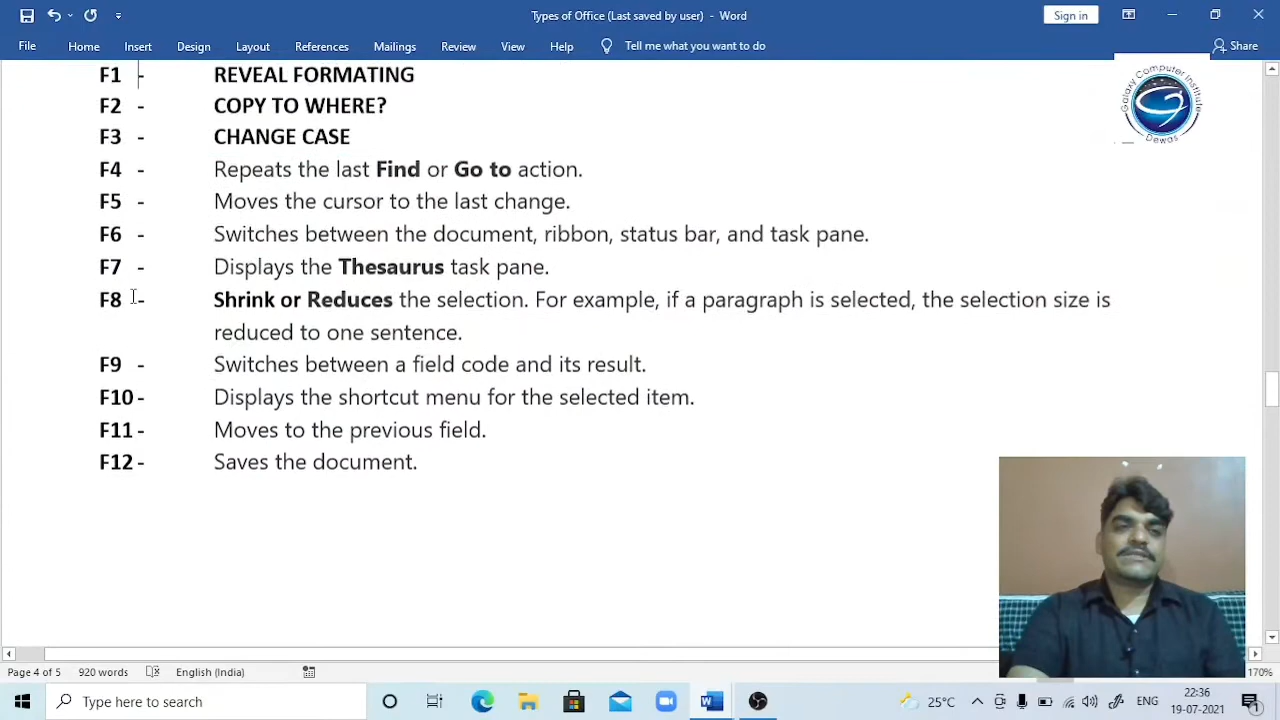 Types of Office (Last saved by user) - Word
Sign in
File Home Insert Design Layout References Mailings Review View Help Tell me what you want to do Share
F1 - REVEAL FORMATING
F2 - COPY TO WHERE?
F3 - CHANGE CASE
F4 - Repeats the last Find or Go to action.
F5 - Moves the cursor to the last change.
F6 - Switches between the document, ribbon, status bar, and task pane.
F7 - Displays the Thesaurus task pane.
F8 - Shrink or Reduces the selection. For example, if a paragraph is selected, the selection size is
reduced to one sentence.
F9 - Switches between a field code and its result.
F10 - Displays the shortcut menu for the selected item.
F11 - Moves to the previous field.
F12 - Saves the document.
Galaxy Computer Institute
Dewas
Page 4 of 5 920 words English (India) 170%
Type here to search
25°C ENG 22:36
19-07-2021